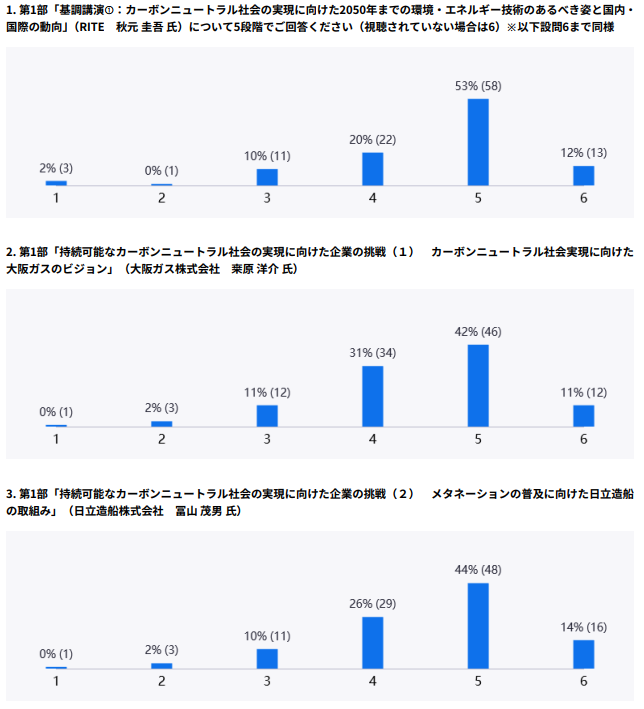 1. 第1部「基調講演①：カーボンニュートラル社会の実現に向けた2050年までの環境・エネルギー技術のあるべき姿と国内・
国際の動向」（RITE　秋元 圭吾 氏）について5段階でご回答ください（視聴されていない場合は6）※以下設問6まで同様
53% (58)
20% (22)
10% (11)
12% (13)
2% (3)
0% (1)
1 2 3 4 5 6
2. 第1部「持続可能なカーボンニュートラル社会の実現に向けた企業の挑戦（１）　カーボンニュートラル社会実現に向けた
大阪ガスのビジョン」（大阪ガス株式会社　桒原 洋介 氏）
42% (46)
31% (34)
11% (12)
11% (12)
2% (3)
0% (1)
1 2 3 4 5 6
3. 第1部「持続可能なカーボンニュートラル社会の実現に向けた企業の挑戦（２）　メタネーションの普及に向けた日立造船
の取組み」（日立造船株式会社　冨山 茂男 氏）
44% (48)
26% (29)
14% (16)
10% (11)
2% (3)
0% (1)
1 2 3 4 5 6